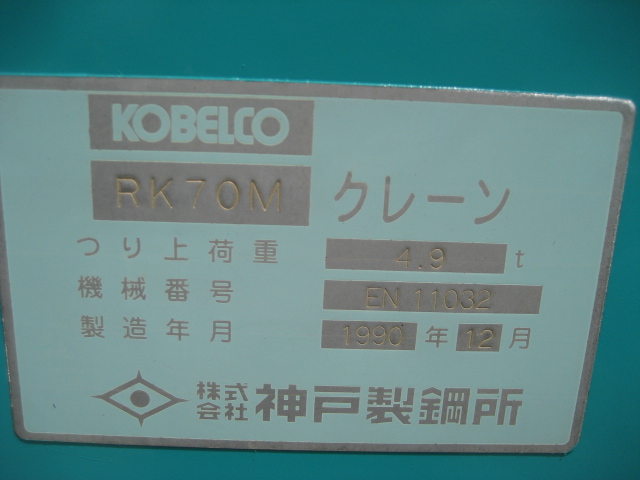 KOBELCO
RK70M クレーン
つり上荷重 4.9 t
機械番号 EN 11032
製造年月 1990 年 12 月
株式会社 神戸製鋼所